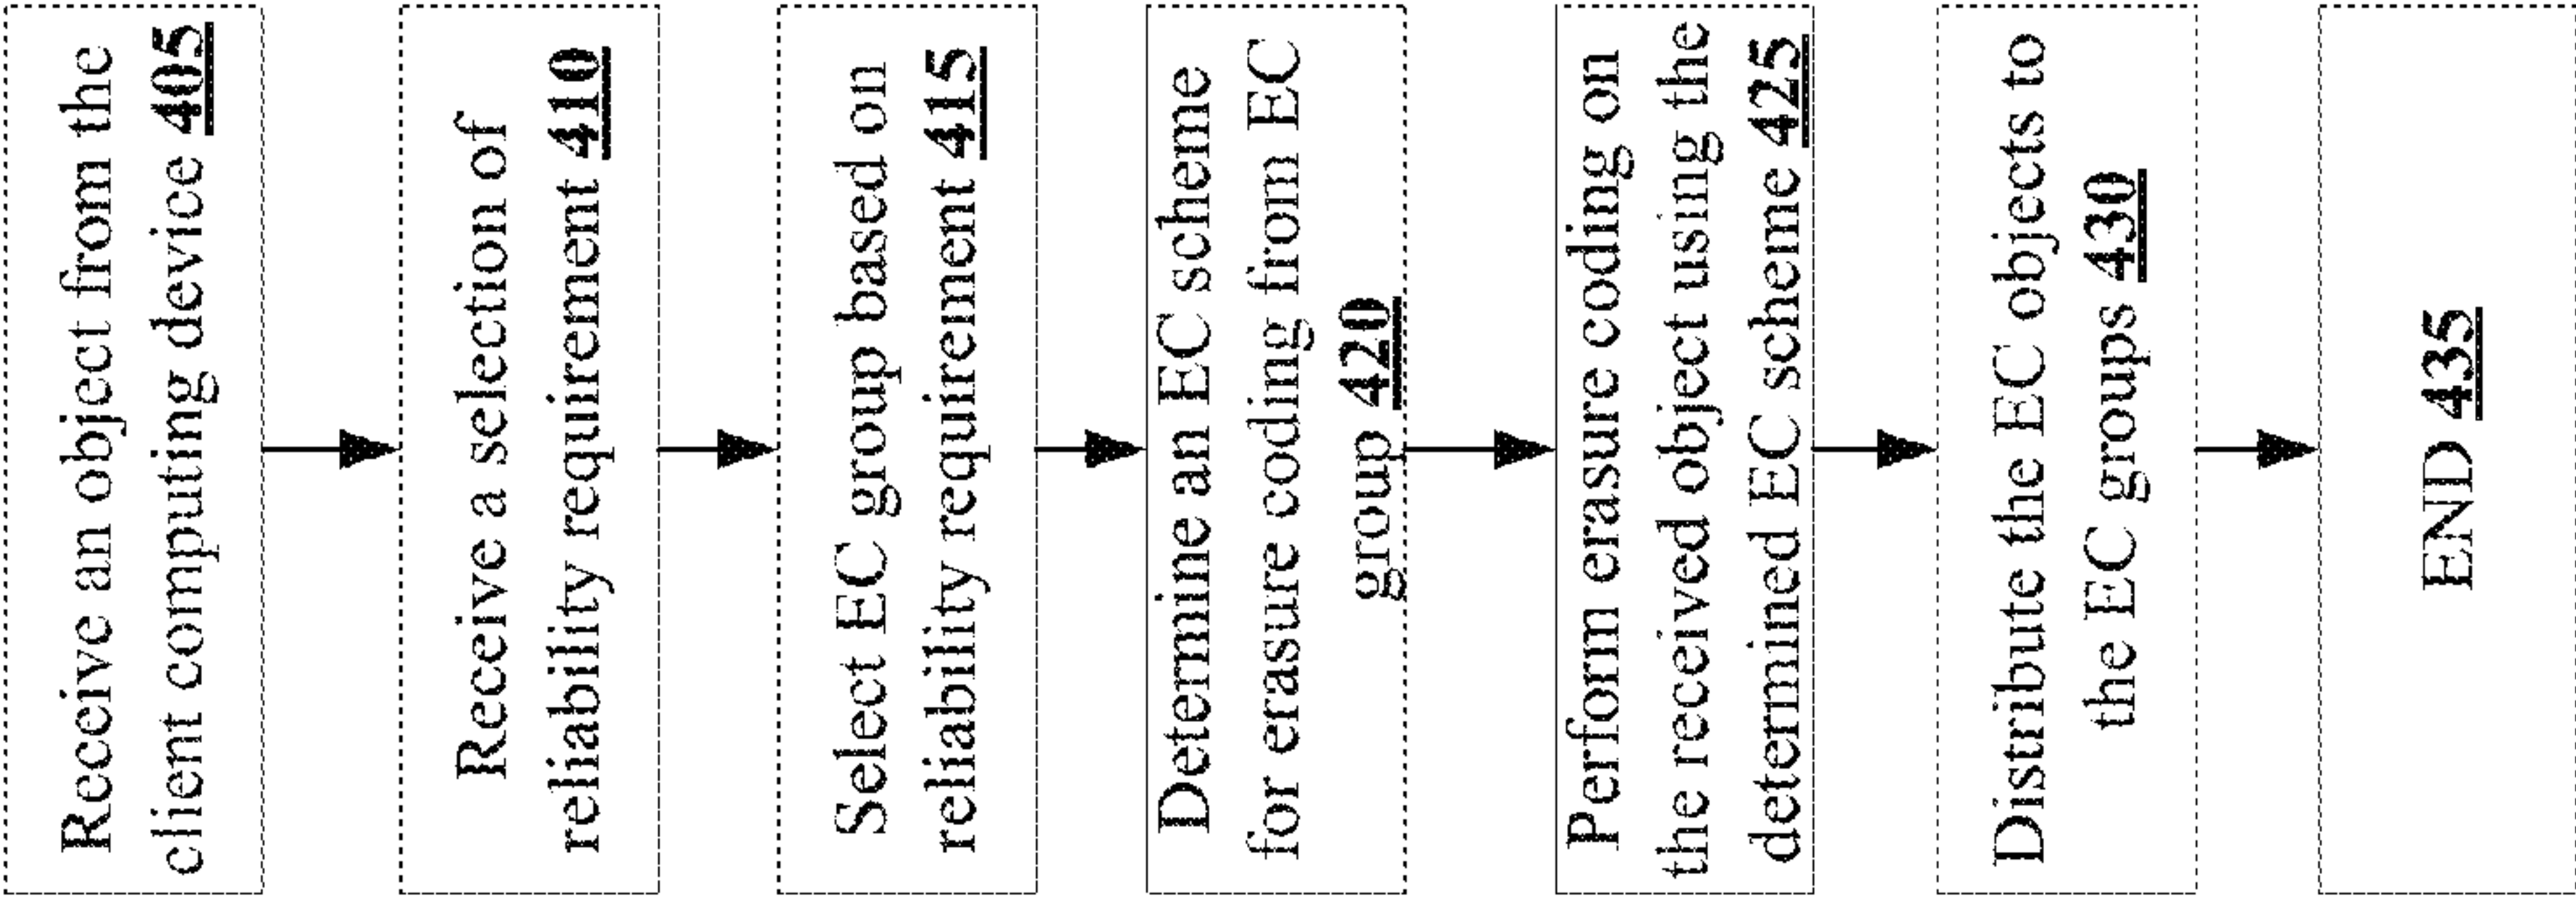 Receive an object from the
client computing device 405
Receive a selection of
reliability requirement 410
Select EC group based on
reliability requirement 415
Determine an EC scheme
for erasure coding from EC
group 420
Perform erasure coding on
the received object using the
determined EC scheme 425
Distribute the EC objects to
the EC groups 430
END 435